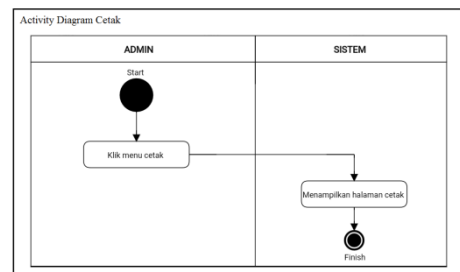 Activity Diagram Cetak
ADMIN
SISTEM
Start
Klik menu cetak
Menampilkan halaman cetak
Finish